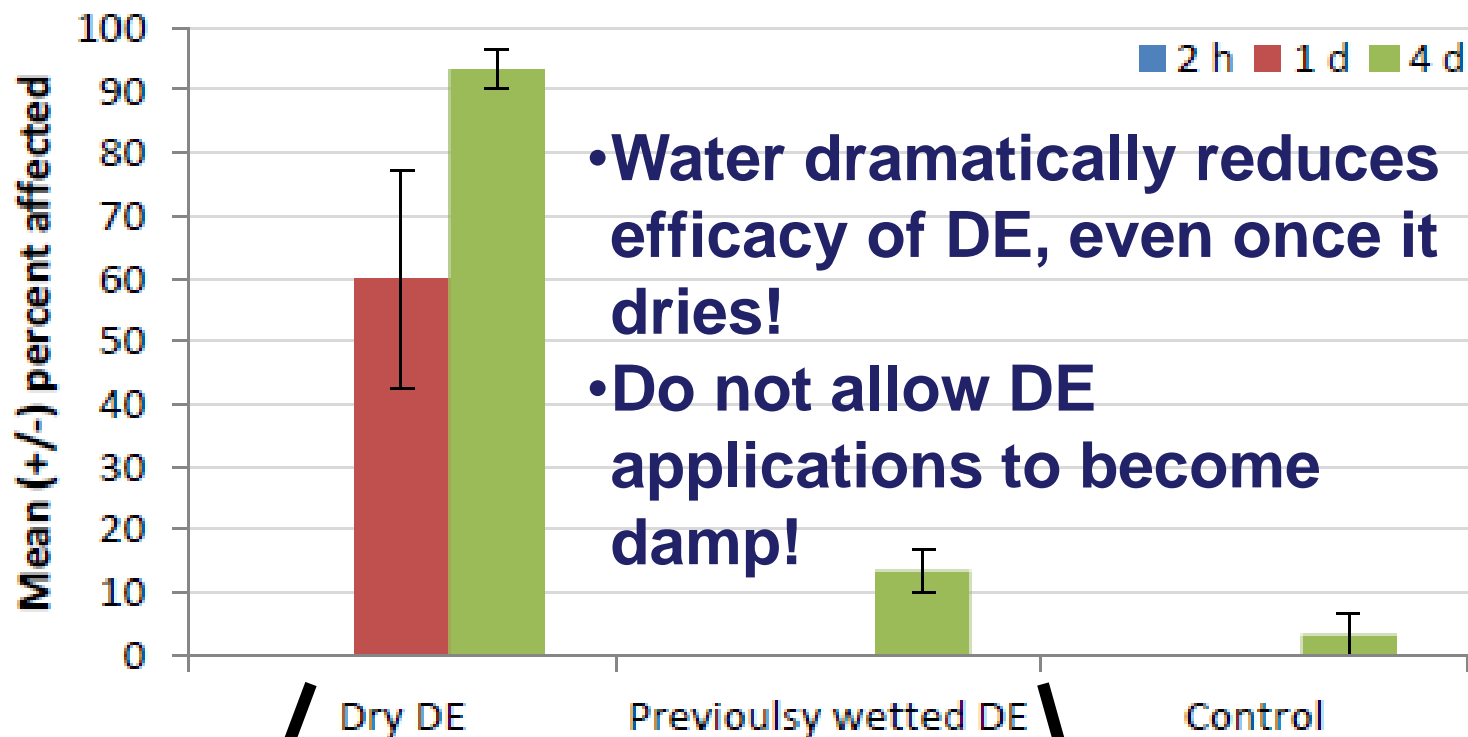 100
90
80
70
60
50
40
30
20
10
0
Mean (+/-) percent affected
2 h 1 d 4 d
•Water dramatically reduces
efficacy of DE, even once it
dries!
•Do not allow DE
applications to become
damp!
Dry DE Previoulsy wetted DE Control